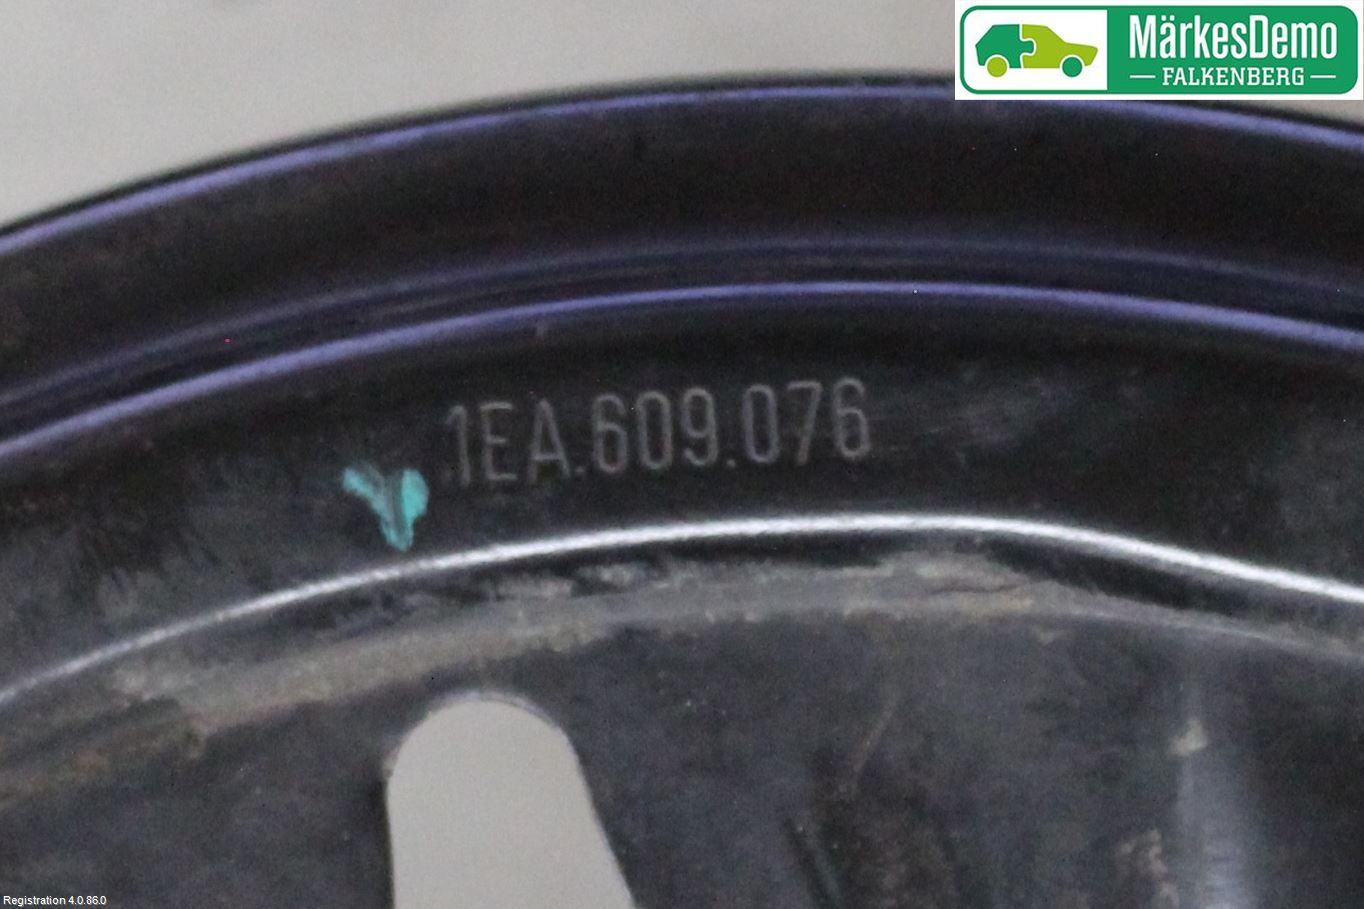 MärkesDemo
FALKENBERG
1EA.609.076
Registration 4.0.86.0